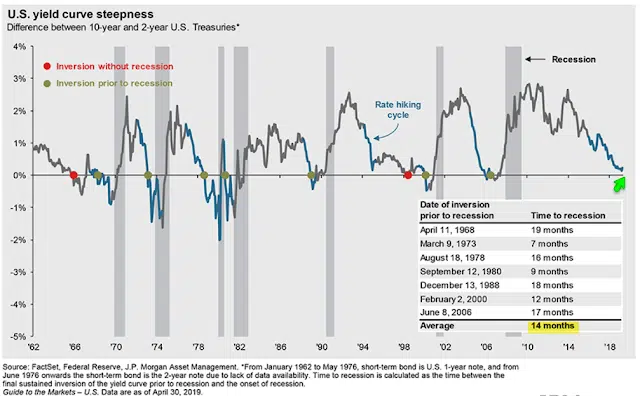 U.S. yield curve steepness
Difference between 10-year and 2-year U.S. Treasuries*
4%
3%
2%
1%
0%
-1%
-2%
-3%
-4%
-5%
Inversion without recession
Inversion prior to recession
Rate hiking
cycle
Recession
Date of inversion
prior to recession Time to recession
April 11, 1968 19 months
March 9, 1973 7 months
August 18, 1978 16 months
September 12, 1980 9 months
December 13, 1988 18 months
February 2, 2000 12 months
June 8, 2006 17 months
Average 14 months
'62 '66 '70 '74 '78 '82 '86 '90 '94 '98 '02 '06 '10 '14 '18
Source: FactSet, Federal Reserve, J.P. Morgan Asset Management. *From January 1962 to May 1976, short-term bond is U.S. 1-year note, and from
June 1976 onwards the short-term bond is the 2-year note due to lack of data availability. Time to recession is calculated as the time between the
final sustained inversion of the yield curve prior to recession and the onset of recession.
Guide to the Markets – U.S. Data are as of April 30, 2019.